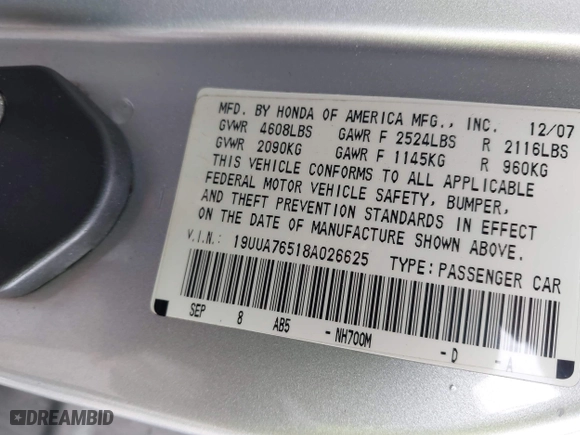 MFD. BY HONDA OF AMERICA MFG., INC. 12/07
GVWR 4608LBS GAWR F 2524LBS R 2116LBS
GVWR 2090KG GAWR F 1145KG R 960KG
THIS VEHICLE CONFORMS TO ALL APPLICABLE
FEDERAL MOTOR VEHICLE SAFETY, BUMPER,
AND THEFT PREVENTION STANDARDS IN EFFECT
ON THE DATE OF MANUFACTURE SHOWN ABOVE.
V.I.N.: 19UUA76518A026625 TYPE: PASSENGER CAR
SEP 8 AB5 - NH700M - D - A
DREAMBID